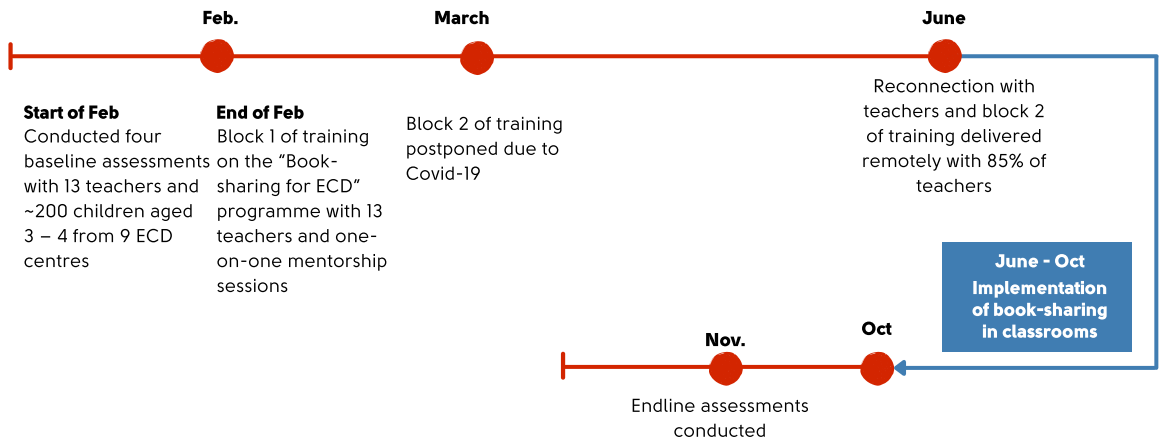 Feb.
March
June
Start of Feb
Conducted four
baseline assessments
with 13 teachers and
~200 children aged
3 – 4 from 9 ECD
centres
End of Feb
Block 1 of training
on the “Book-
sharing for ECD”
programme with 13
teachers and one-
on-one mentorship
sessions
Block 2 of training
postponed due to
Covid-19
Reconnection with
teachers and block 2
of training delivered
remotely with 85% of
teachers
June - Oct
Implementation
of book-sharing
in classrooms
Oct
Nov.
Endline assessments
conducted